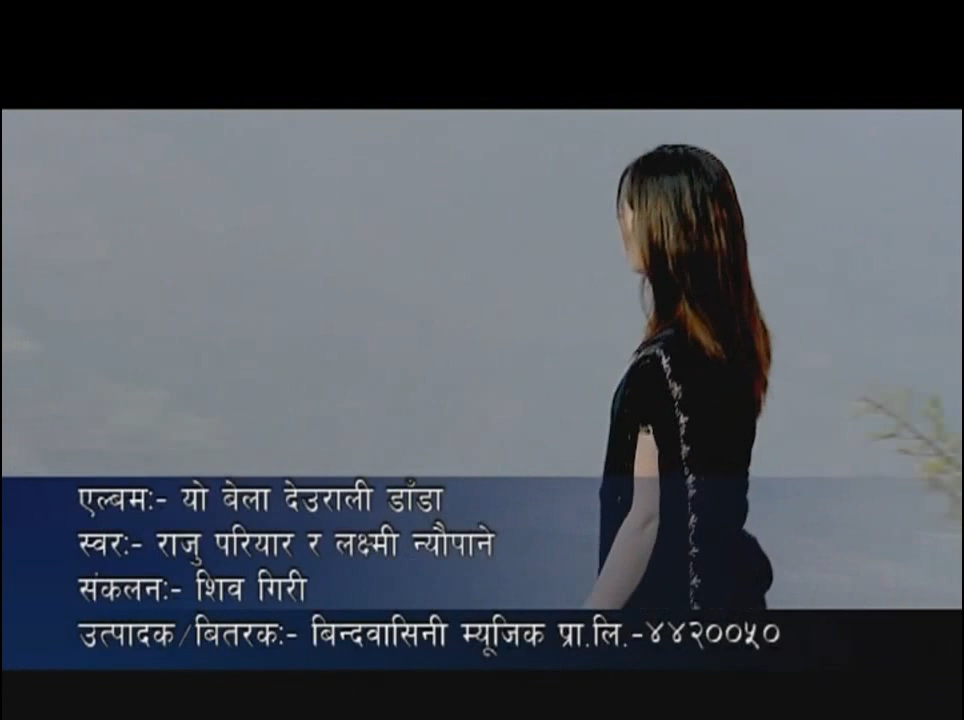 एल्बमः- यो बेला देउराली डाँडा
स्वरः- राजु परियार र लक्ष्मी न्यौपाने
संकलनः- शिव गिरी
उत्पादक/बितरकः- बिन्दवासिनी म्यूजिक प्रा.लि.-४४२००५०